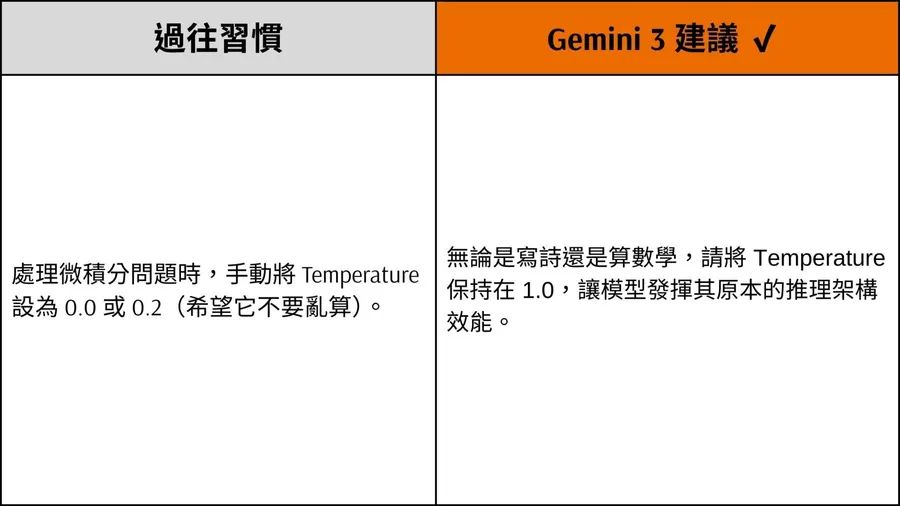 過往習慣
Gemini 3 建議 ✓
處理微積分問題時，手動將 Temperature
設為 0.0 或 0.2（希望它不要亂算）。
無論是寫詩還是算數學，請將 Temperature
保持在 1.0，讓模型發揮其原本的推理架構
效能。